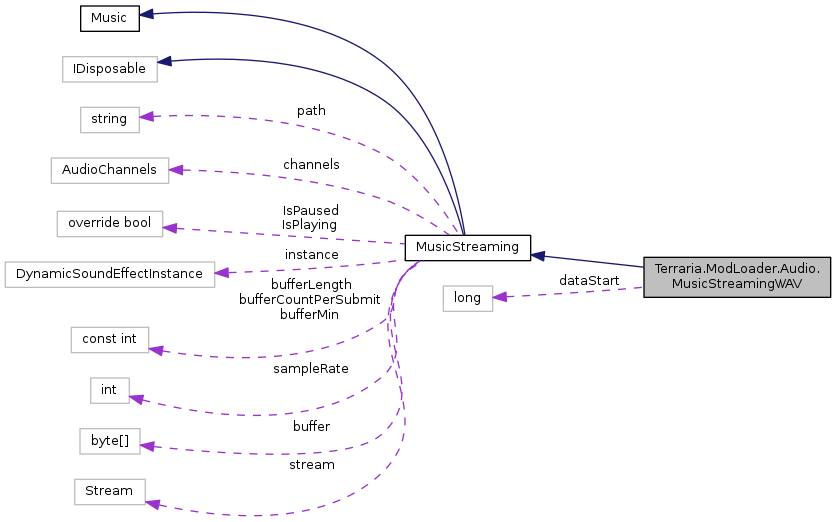 Music
IDisposable
string
path
AudioChannels
channels
override bool
IsPaused
IsPlaying
MusicStreaming
DynamicSoundEffectInstance
instance
Terraria.ModLoader.Audio.
MusicStreamingWAV
dataStart
long
bufferLength
bufferCountPerSubmit
bufferMin
const int
sampleRate
int
buffer
byte[]
stream
Stream